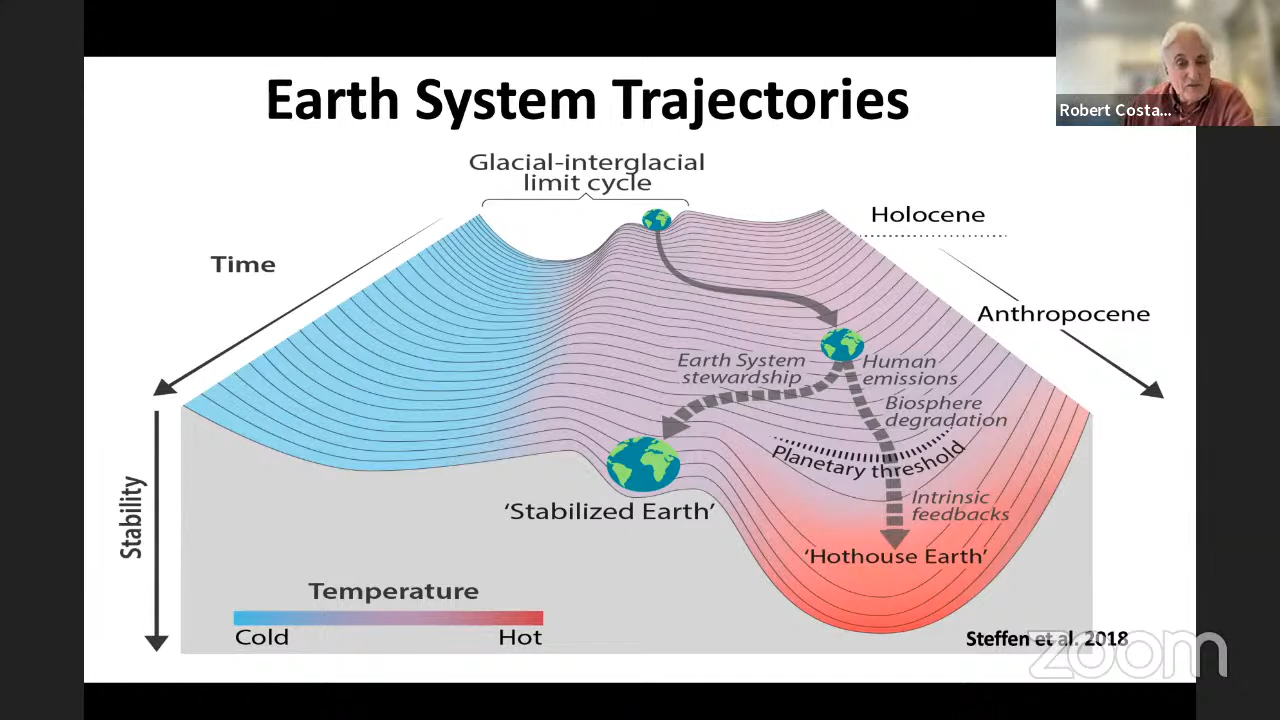 Earth System Trajectories
Robert Costa...
Glacial-interglacial
limit cycle
Holocene
Time
Anthropocene
Earth System
stewardship
Human
emissions
Biosphere
degradation
Planetary threshold
Stability
Intrinsic
feedbacks
‘Stabilized Earth’
‘Hothouse Earth’
Temperature
Cold
Hot
Steffen et al. 2018
zoom